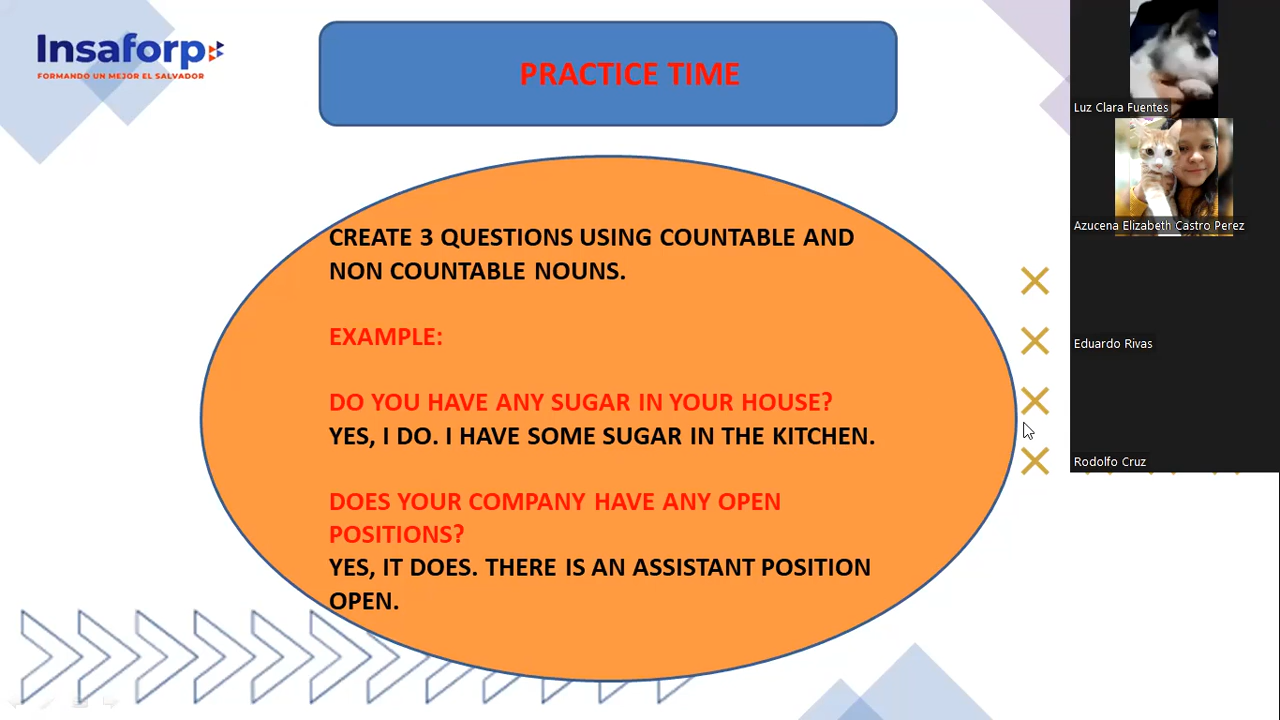 Insaforp
FORMANDO UN MEJOR EL SALVADOR
PRACTICE TIME
CREATE 3 QUESTIONS USING COUNTABLE AND
NON COUNTABLE NOUNS.
EXAMPLE:
DO YOU HAVE ANY SUGAR IN YOUR HOUSE?
YES, I DO. I HAVE SOME SUGAR IN THE KITCHEN.
DOES YOUR COMPANY HAVE ANY OPEN
POSITIONS?
YES, IT DOES. THERE IS AN ASSISTANT POSITION
OPEN.
Luz Clara Fuentes
Azucena Elizabeth Castro Perez
Eduardo Rivas
Rodolfo Cruz